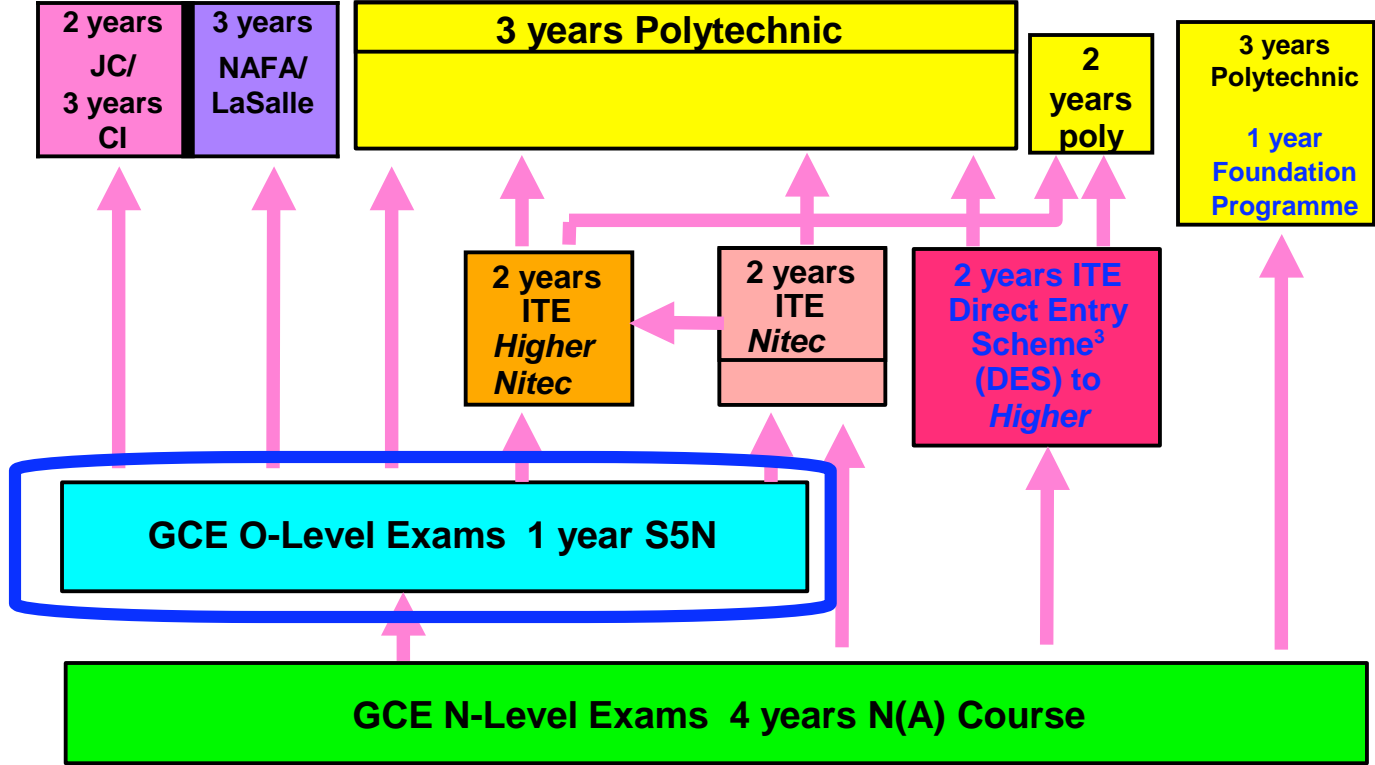 2 years
JC/
3 years
CI
3 years
NAFA/
LaSalle
3 years Polytechnic
2
years
poly
3 years
Polytechnic
1 year
Foundation
Programme
2 years
ITE
Higher
Nitec
2 years
ITE
Nitec
2 years ITE
Direct Entry
Scheme³
(DES) to
Higher
GCE O-Level Exams 1 year S5N
GCE N-Level Exams 4 years N(A) Course